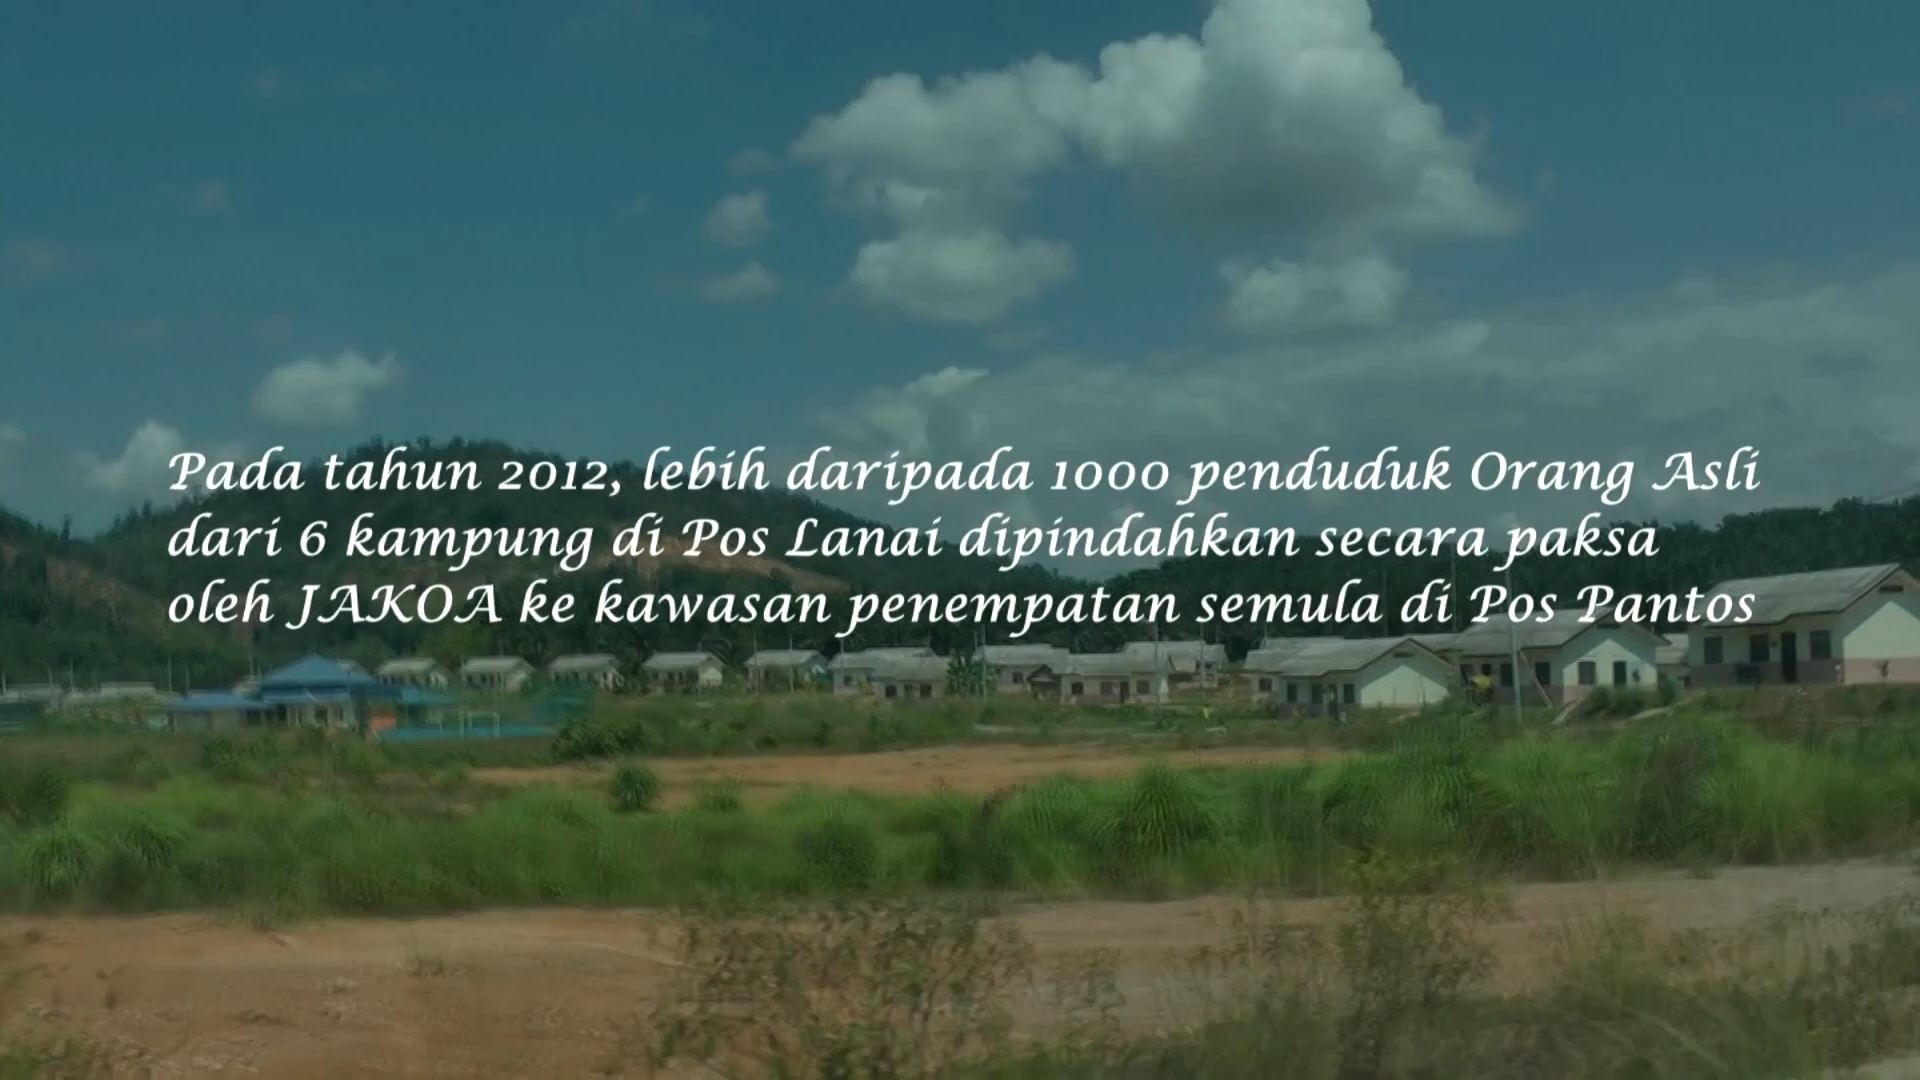 Pada tahun 2012, lebih daripada 1000 penduduk Orang Asli
dari 6 kampung di Pos Lanai dipindahkan secara paksa
oleh JAKOA ke kawasan penempatan semula di Pos Pantos